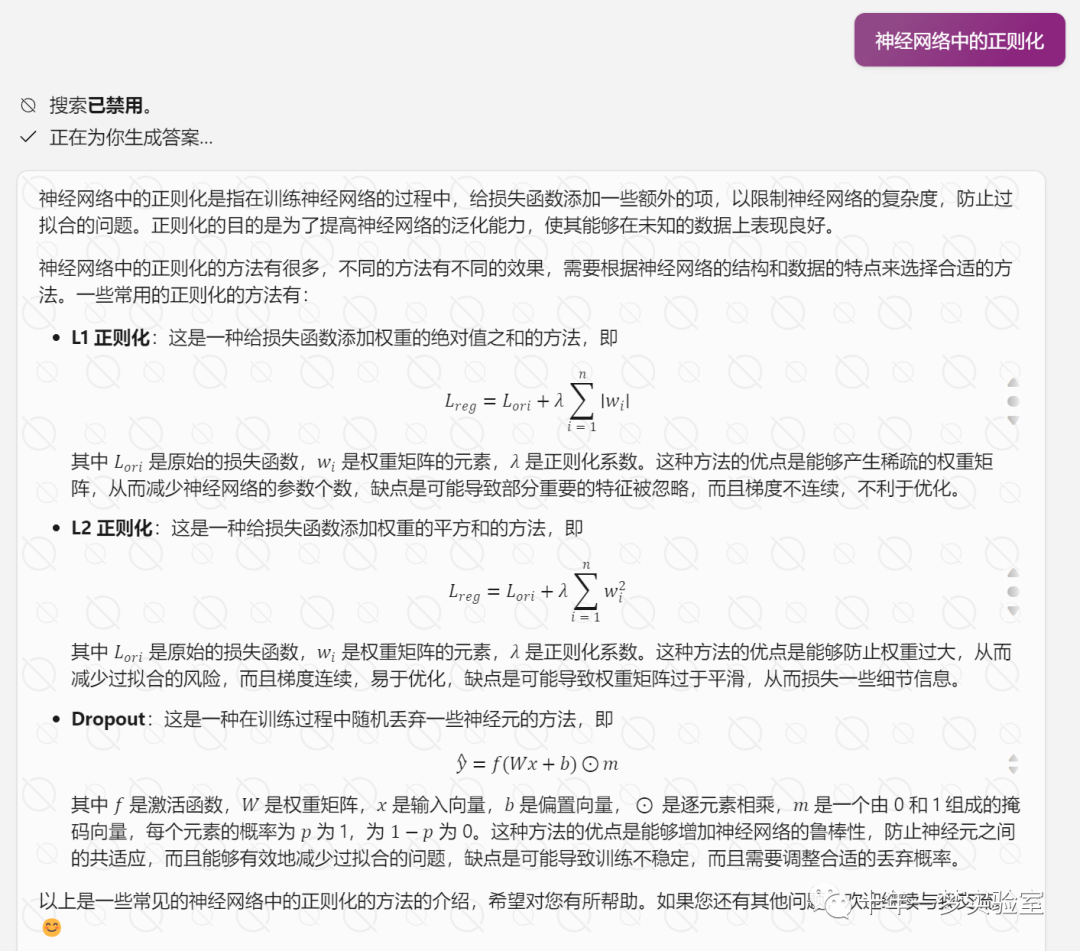 神经网络中的正则化
搜索已禁用。
正在为你生成答案...
神经网络中的正则化是指在训练神经网络的过程中，给损失函数添加一些额外的项，以限制神经网络的复杂度，防止过
拟合的问题。正则化的目的是为了提高神经网络的泛化能力，使其能够在未知的数据上表现良好。
神经网络中的正则化的方法有很多，不同的方法有不同的效果，需要根据神经网络的结构和数据的特点来选择合适的方
法。一些常用的正则化的方法有：
• L1 正则化：这是一种给损失函数添加权重的绝对值之和的方法，即
L_{reg} = L_{ori} + λ \sum_{i=1}^{n} |w_i|
其中 L_{ori} 是原始的损失函数，w_i 是权重矩阵的元素，λ 是正则化系数。这种方法的优点是能够产生稀疏的权重矩
阵，从而减少神经网络的参数个数，缺点是可能导致部分重要的特征被忽略，而且梯度不连续，不利于优化。
• L2 正则化：这是一种给损失函数添加权重的平方和的方法，即
L_{reg} = L_{ori} + λ \sum_{i=1}^{n} w_i^2
其中 L_{ori} 是原始的损失函数，w_i 是权重矩阵的元素，λ 是正则化系数。这种方法的优点是能够防止权重过大，从而
减少过拟合的风险，而且梯度连续，易于优化，缺点是可能导致权重矩阵过于平滑，从而损失一些细节信息。
• Dropout：这是一种在训练过程中随机丢弃一些神经元的方法，即
ŷ = f(Wx + b) ⊙ m
其中 f 是激活函数，W 是权重矩阵，x 是输入向量，b 是偏置向量，⊙ 是逐元素相乘，m 是一个由 0 和 1 组成的掩
码向量，每个元素的概率为 p 为 1，为 1 − p 为 0。这种方法的优点是能够增加神经网络的鲁棒性，防止神经元之间
的共适应，而且能够有效地减少过拟合的问题，缺点是可能导致训练不稳定，而且需要调整合适的丢弃概率。
以上是一些常见的神经网络中的正则化的方法的介绍，希望对您有所帮助。如果您还有其他问
😊